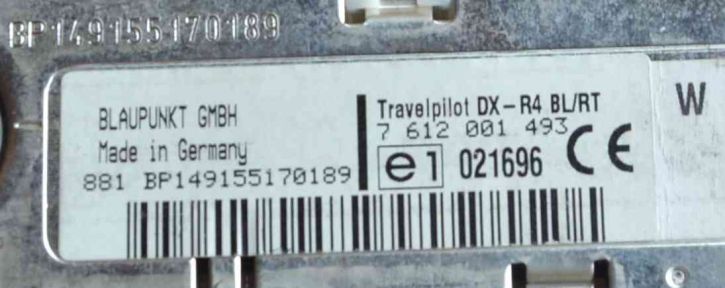 BP149155170189
BLAUPUNKT GMBH
Made in Germany
881 BP149155170189
Travelpilot DX-R4 BL/RT
7 612 001 493
e1 021696 CE
W